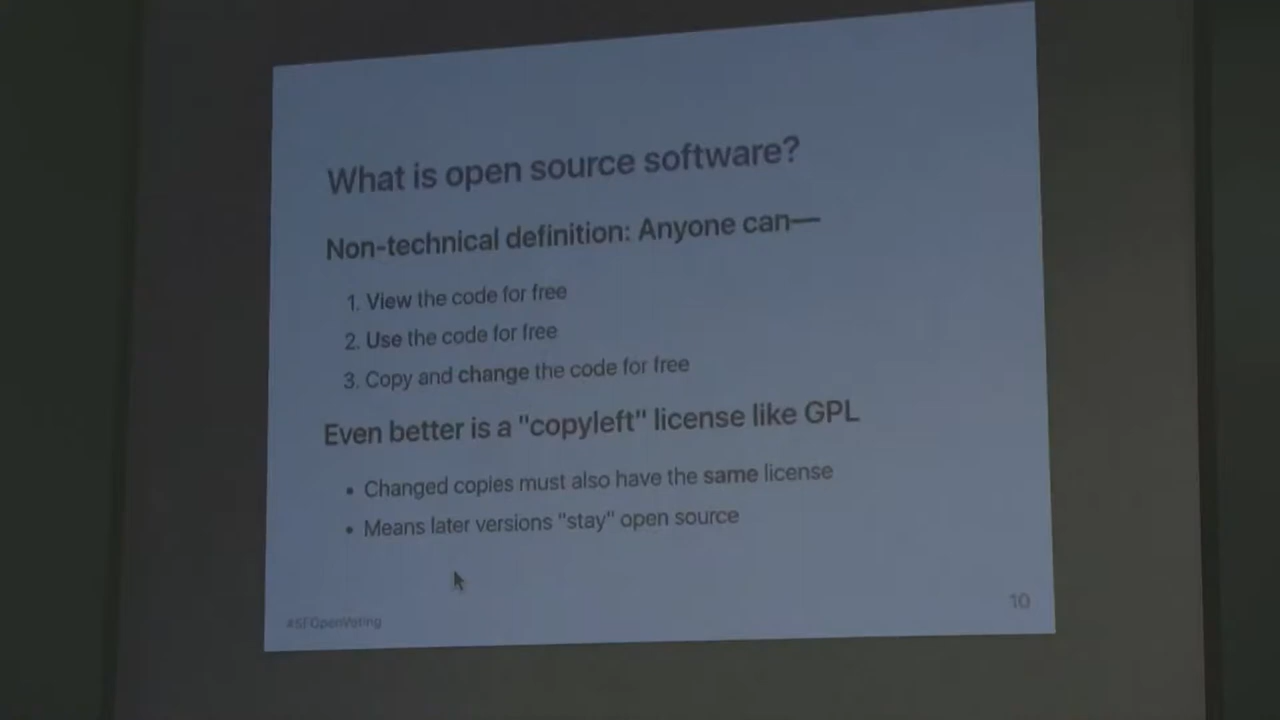 What is open source software?
Non-technical definition: Anyone can—
1. View the code for free
2. Use the code for free
3. Copy and change the code for free
Even better is a "copyleft" license like GPL
• Changed copies must also have the same license
• Means later versions "stay" open source
#SFOpenVoting
10